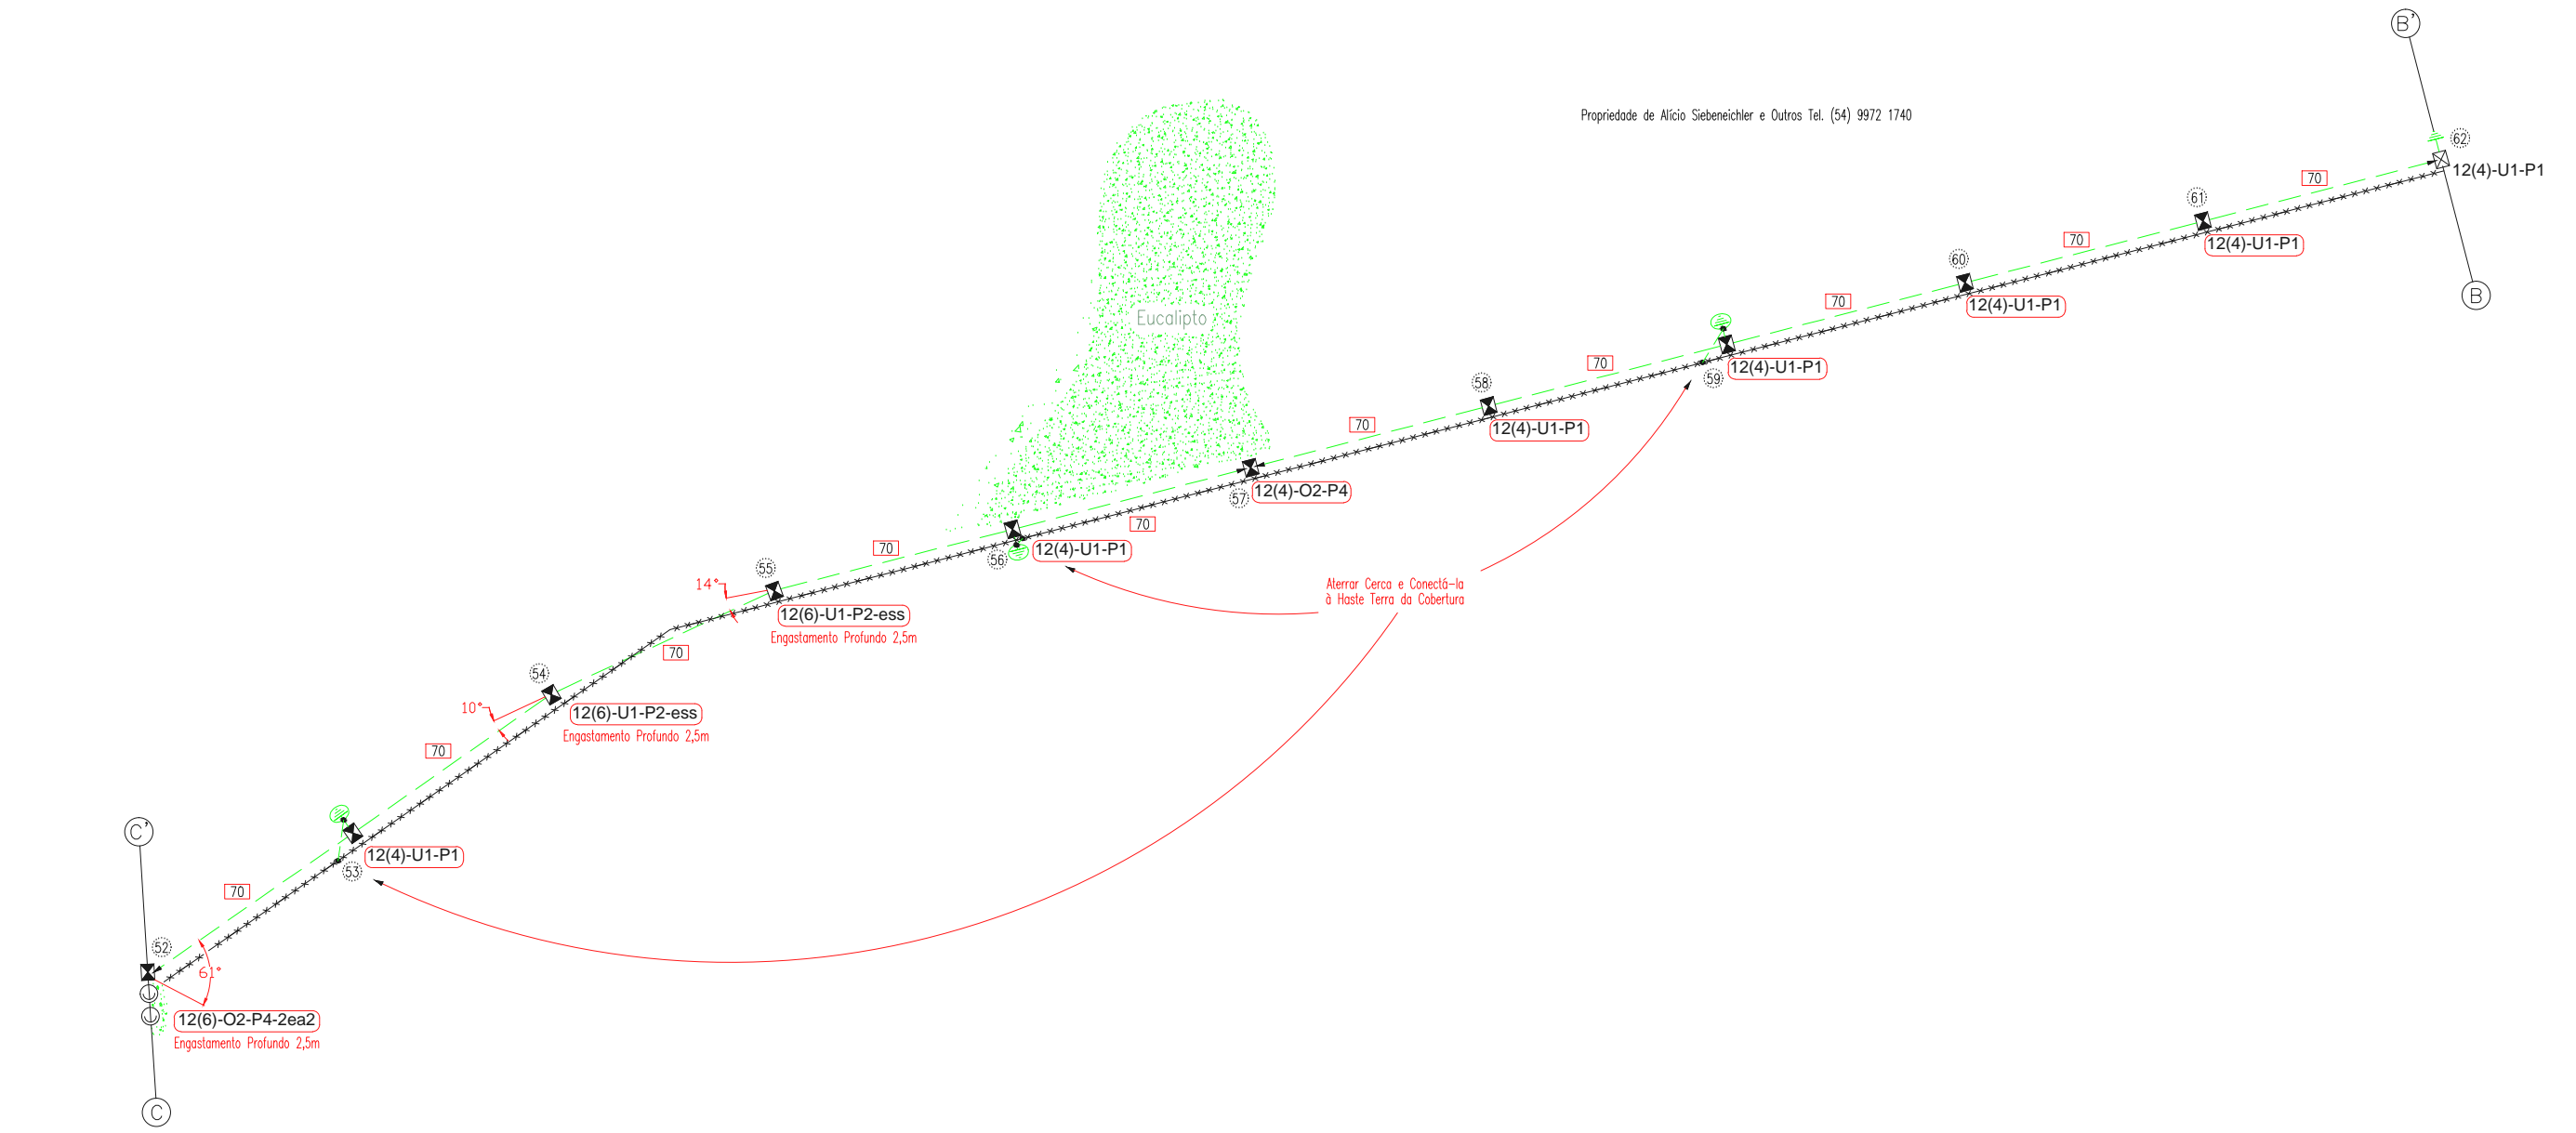 B'
Propriedade de Alício Siebeneichler e Outros Tel. (54) 9972 1740
62
12(4)-U1-P1
70
61
12(4)-U1-P1
70
60
B
12(4)-U1-P1
70
Eucalipto
59
12(4)-U1-P1
70
58
12(4)-U1-P1
70
57
12(4)-O2-P4
70
56
12(4)-U1-P1
70
55
14°
12(6)-U1-P2-ess
Engastamento Profundo 2,5m
Aterrar Cerca e Conectá-la
à Haste Terra da Cobertura
70
54
10°
12(6)-U1-P2-ess
Engastamento Profundo 2,5m
70
C'
53
12(4)-U1-P1
70
52
61°
12(6)-O2-P4-2ea2
Engastamento Profundo 2,5m
C